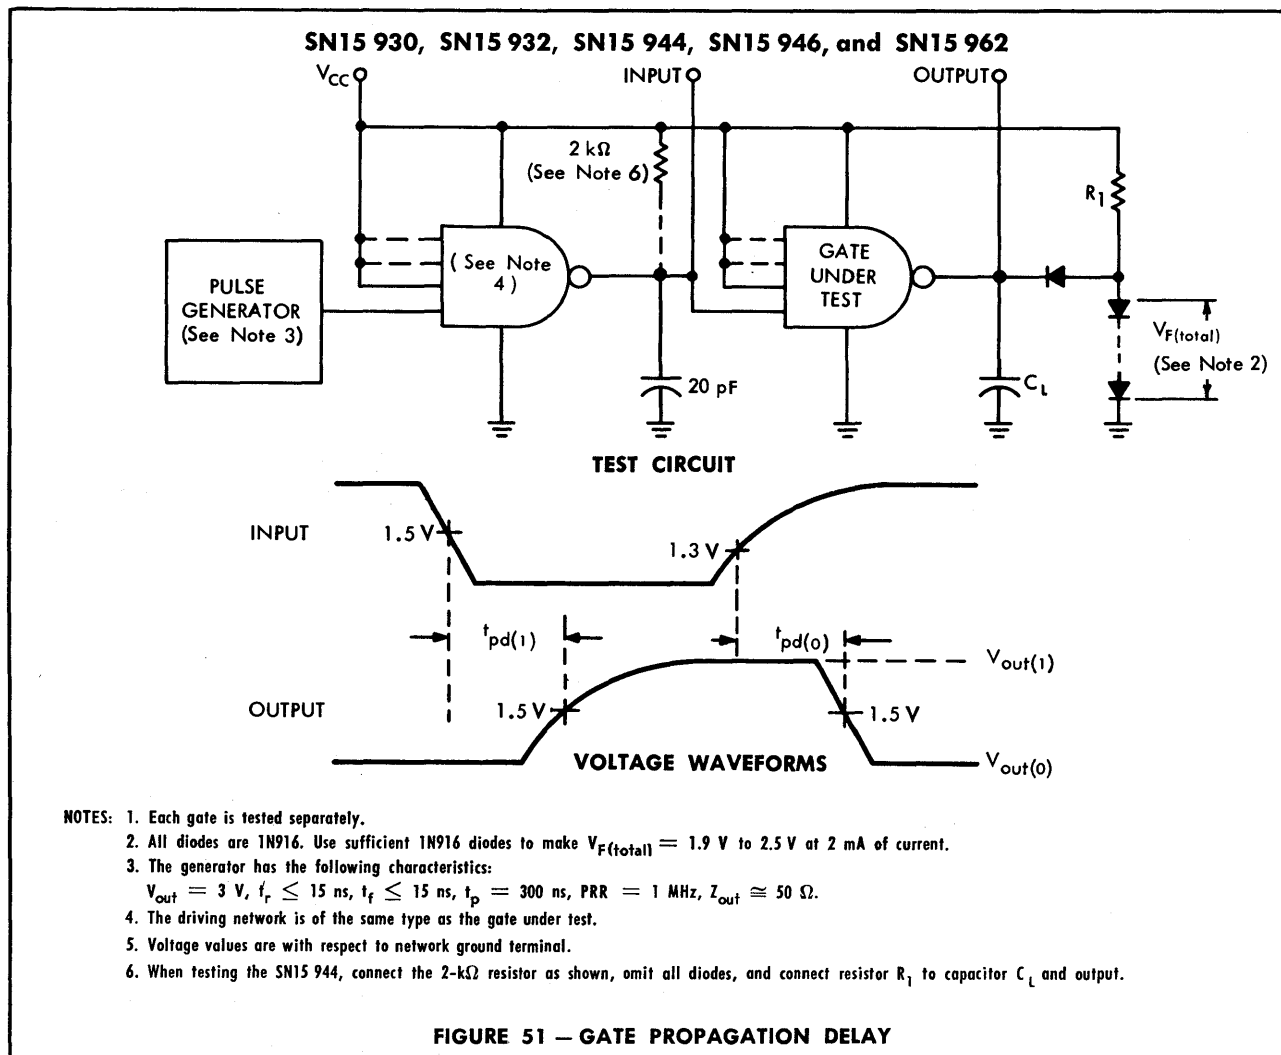 SN15 930, SN15 932, SN15 944, SN15 946, and SN15 962
VCC
INPUT
OUTPUT
2 kΩ
(See Note 6)
R1
PULSE
GENERATOR
(See Note 3)
( See Note
4 )
GATE
UNDER
TEST
VF(total)
(See Note 2)
20 pF
CL
TEST CIRCUIT
INPUT
1.5 V
1.3 V
tpd(1)
tpd(0)
Vout(1)
OUTPUT
1.5 V
1.5 V
VOLTAGE WAVEFORMS
Vout(0)
NOTES: 1. Each gate is tested separately.
2. All diodes are 1N916. Use sufficient 1N916 diodes to make VF(total) = 1.9 V to 2.5 V at 2 mA of current.
3. The generator has the following characteristics:
Vout = 3 V, tr ≤ 15 ns, tf ≤ 15 ns, tp = 300 ns, PRR = 1 MHz, Zout ≅ 50 Ω.
4. The driving network is of the same type as the gate under test.
5. Voltage values are with respect to network ground terminal.
6. When testing the SN15 944, connect the 2-kΩ resistor as shown, omit all diodes, and connect resistor R1 to capacitor CL and output.
FIGURE 51 — GATE PROPAGATION DELAY